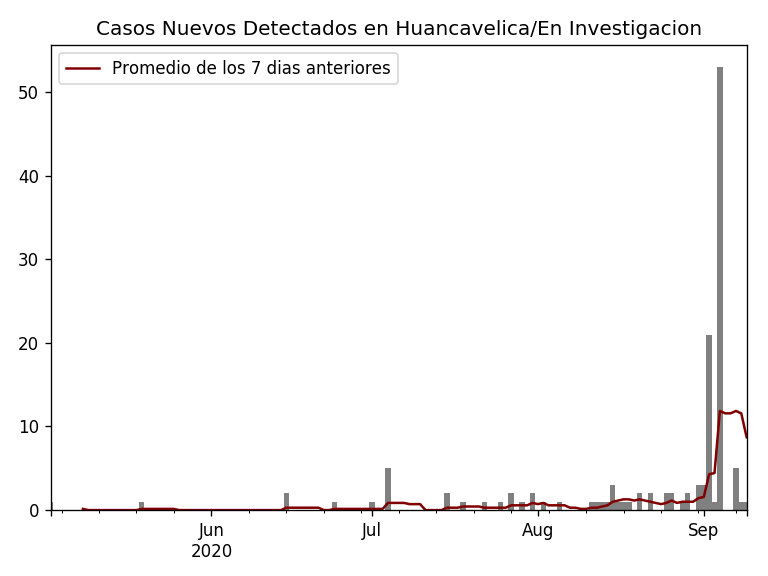 Casos Nuevos Detectados en Huancavelica/En Investigacion
Promedio de los 7 dias anteriores
50
40
30
20
10
0
Jun Jul Aug Sep
2020